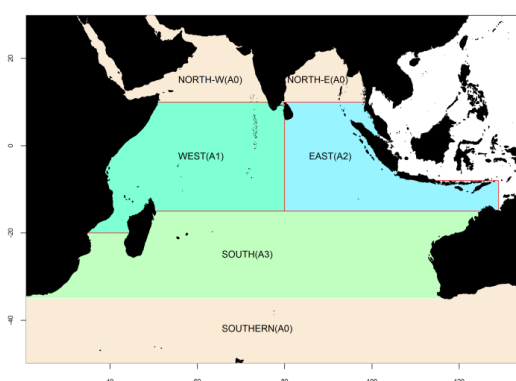 NORTH-W(A0) NORTH-E(A0)
WEST(A1) EAST(A2)
SOUTH(A3)
SOUTHERN(A0)
20
0
-20
-40
40 60 80 100 120